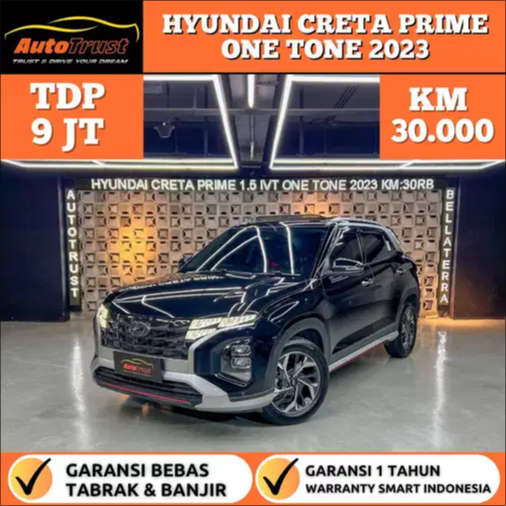 AutoTrust
TRUST & DRIVE YOUR DREAM
HYUNDAI CRETA PRIME
ONE TONE 2023
TDP
9 JT
KM
30.000
HYUNDAI CRETA PRIME 1.5 IVT ONE TONE 2023 KM:30RB
AUTOTRUST
BELLATERRA
AutoTrust
GARANSI BEBAS
TABRAK & BANJIR
GARANSI 1 TAHUN
WARRANTY SMART INDONESIA